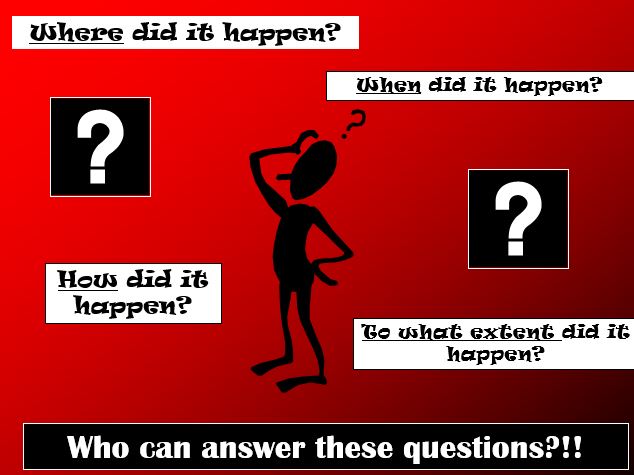 Where did it happen?
When did it happen?
?
?
?
How did it
happen?
To what extent did it
happen?
Who can answer these questions?!!